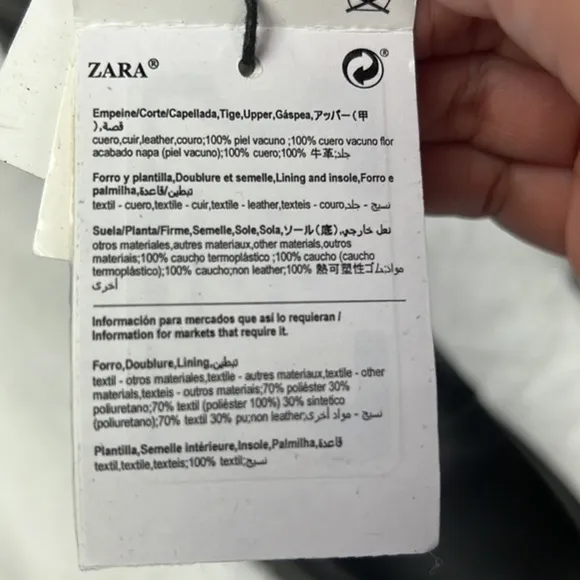 ZARA®
Empeine/Corte/Capellada,Tige,Upper,Gáspea,アッパー(甲
),قصة
cuero,cuir,leather,couro;100% piel vacuno ;100% cuero vacuno flor
acabado napa (piel vacuno);100% cuero;100% 牛革;جلد
Forro y plantilla,Doublure et semelle,Lining and insole,Forro e
palmilha,تبطين/قاعدة
textil - cuero,textile - cuir,textile - leather,texteis - couro,نسيج - جلد
Suela/Planta/Firme,Semelle,Sole,Sola,ソール(底),نعل خارجي
otros materiales,autres materiaux,other materials,outros
materiais;100% caucho termoplástico ;100% caucho (caucho
termoplástico);100% caucho;non leather;100% 熱可塑性ゴム;مواد
أخرى
Información para mercados que así lo requieran /
Information for markets that require it.
Forro,Doublure,Lining,تبطين
textil - otros materiales,textile - autres materiaux,textile - other
materials,texteis - outros materiais;70% poliéster 30%
poliuretano;70% textil (poliéster 100%) 30% sintetico
(poliuretano);70% textil 30% pu;non leather;نسيج - مواد أخرى
Plantilla,Semelle intérieure,Insole,Palmilha,قاعدة
textil,textile,texteis;100% textil;نسيج